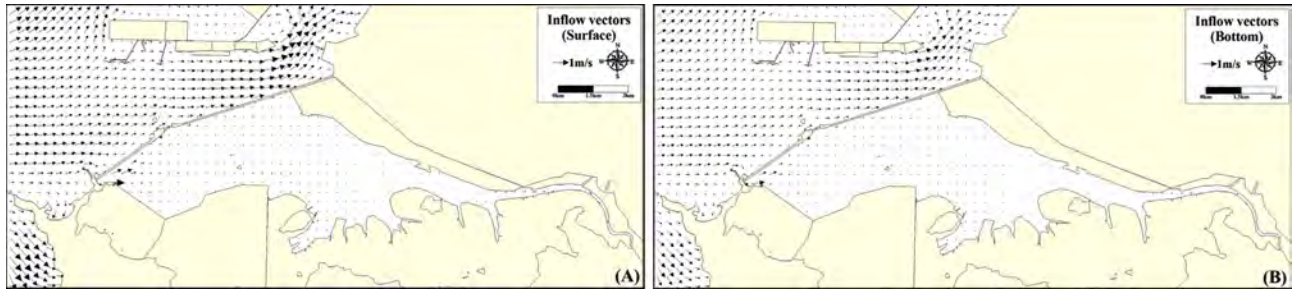 Inflow vectors
(Surface)
N
W E
S
1m/s
(A)
Inflow vectors
(Bottom)
N
W E
S
1m/s
(B)